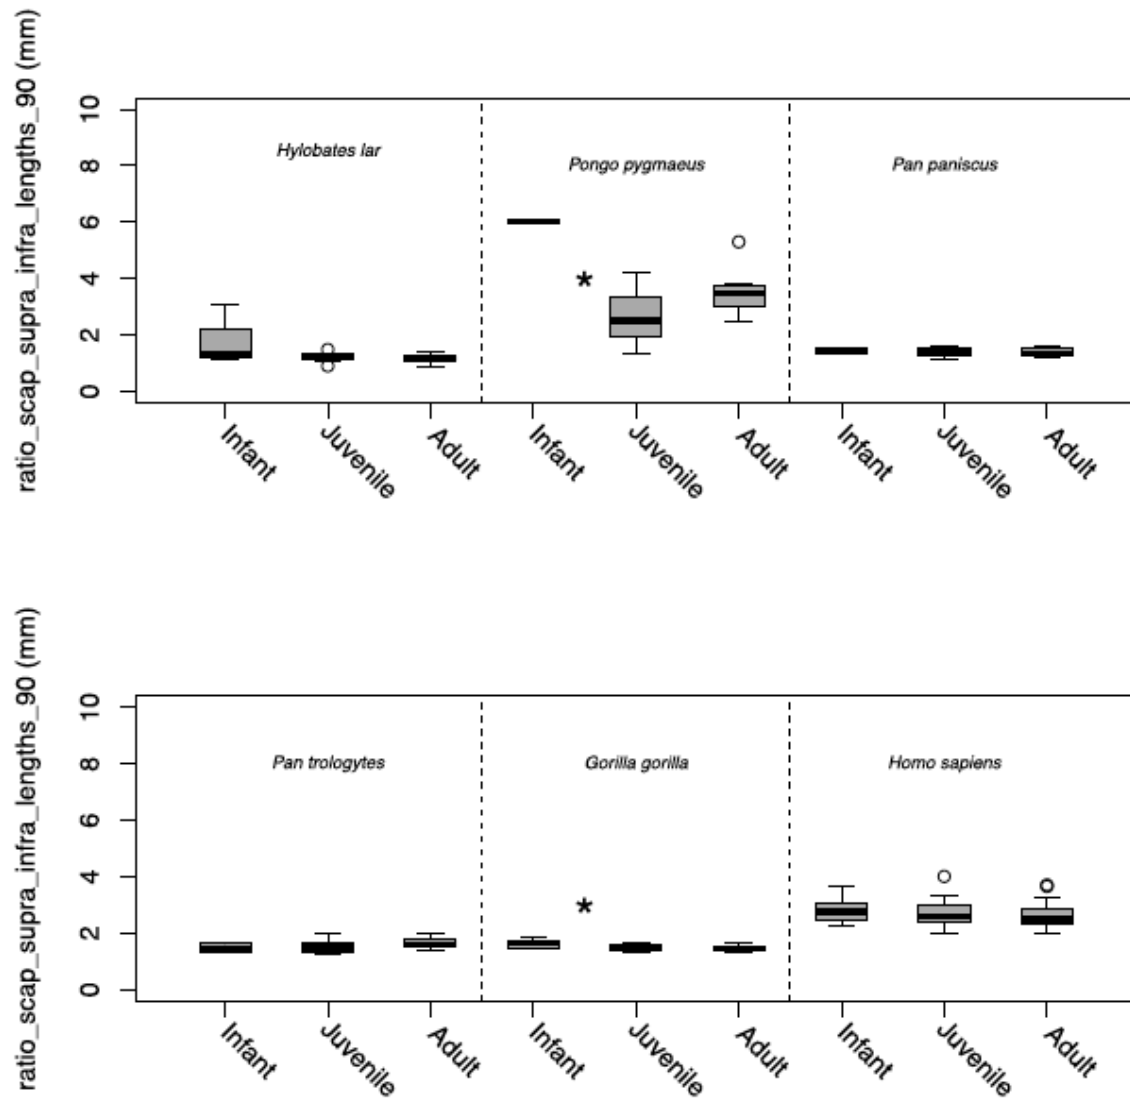 ratio_scap_supra_infra_lengths_90 (mm)
10
8
6
4
2
0
Hylobates lar
Pongo pygmaeus
Pan paniscus
*
Infant
Juvenile
Adult
Infant
Juvenile
Adult
Infant
Juvenile
Adult
ratio_scap_supra_infra_lengths_90 (mm)
10
8
6
4
2
0
Pan trologytes
Gorilla gorilla
Homo sapiens
*
Infant
Juvenile
Adult
Infant
Juvenile
Adult
Infant
Juvenile
Adult